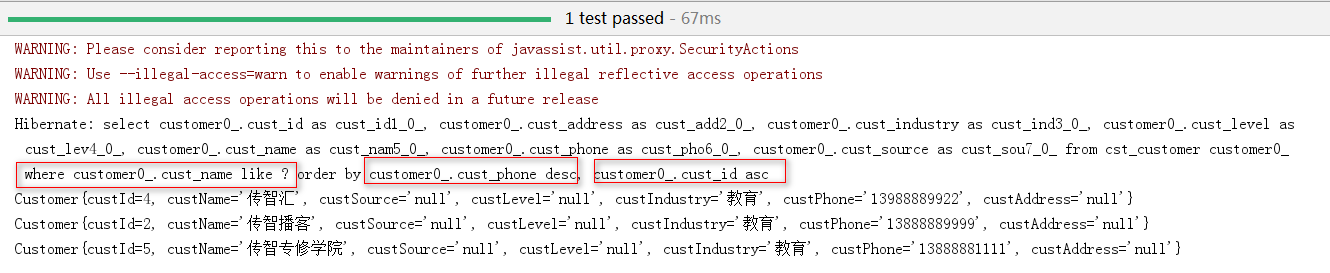 1 test passed - 67ms
WARNING: Please consider reporting this to the maintainers of javassist.util.proxy.SecurityActions
WARNING: Use --illegal-access=warn to enable warnings of further illegal reflective access operations
WARNING: All illegal access operations will be denied in a future release
Hibernate: select customer0_.cust_id as cust_id1_0_, customer0_.cust_address as cust_add2_0_, customer0_.cust_industry as cust_ind3_0_, customer0_.cust_level as
cust_lev4_0_, customer0_.cust_name as cust_nam5_0_, customer0_.cust_phone as cust_pho6_0_, customer0_.cust_source as cust_sou7_0_ from cst_customer customer0_
where customer0_.cust_name like ? order by customer0_.cust_phone desc, customer0_.cust_id asc
Customer{custId=4, custName='传智汇', custSource='null', custLevel='null', custIndustry='教育', custPhone='13988889922', custAddress='null'}
Customer{custId=2, custName='传智播客', custSource='null', custLevel='null', custIndustry='教育', custPhone='13888889999', custAddress='null'}
Customer{custId=5, custName='传智专修学院', custSource='null', custLevel='null', custIndustry='教育', custPhone='13888881111', custAddress='null'}